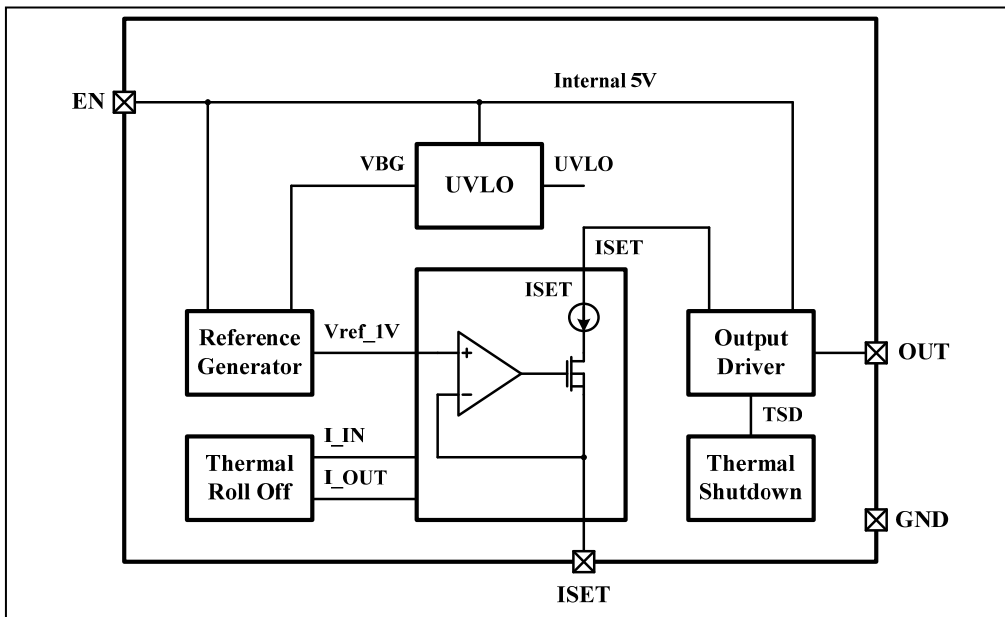 Internal 5V
EN
VBG
UVLO
UVLO
ISET
ISET
Reference
Generator
Vref_1V
+
−
Output
Driver
OUT
TSD
I_IN
I_OUT
Thermal
Roll Off
Thermal
Shutdown
GND
ISET